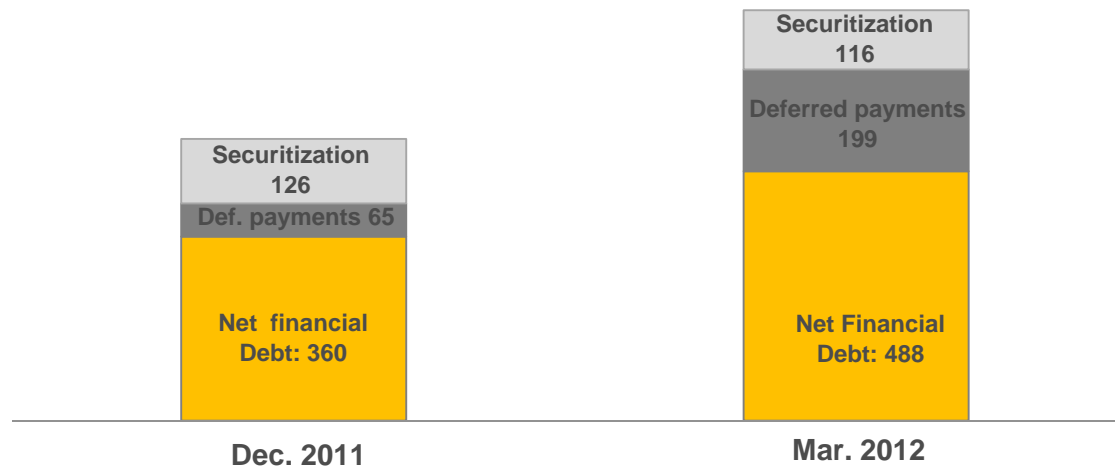 Securitization
126
Def. payments 65
Net financial
Debt: 360
Dec. 2011
Securitization
116
Deferred payments
199
Net Financial
Debt: 488
Mar. 2012